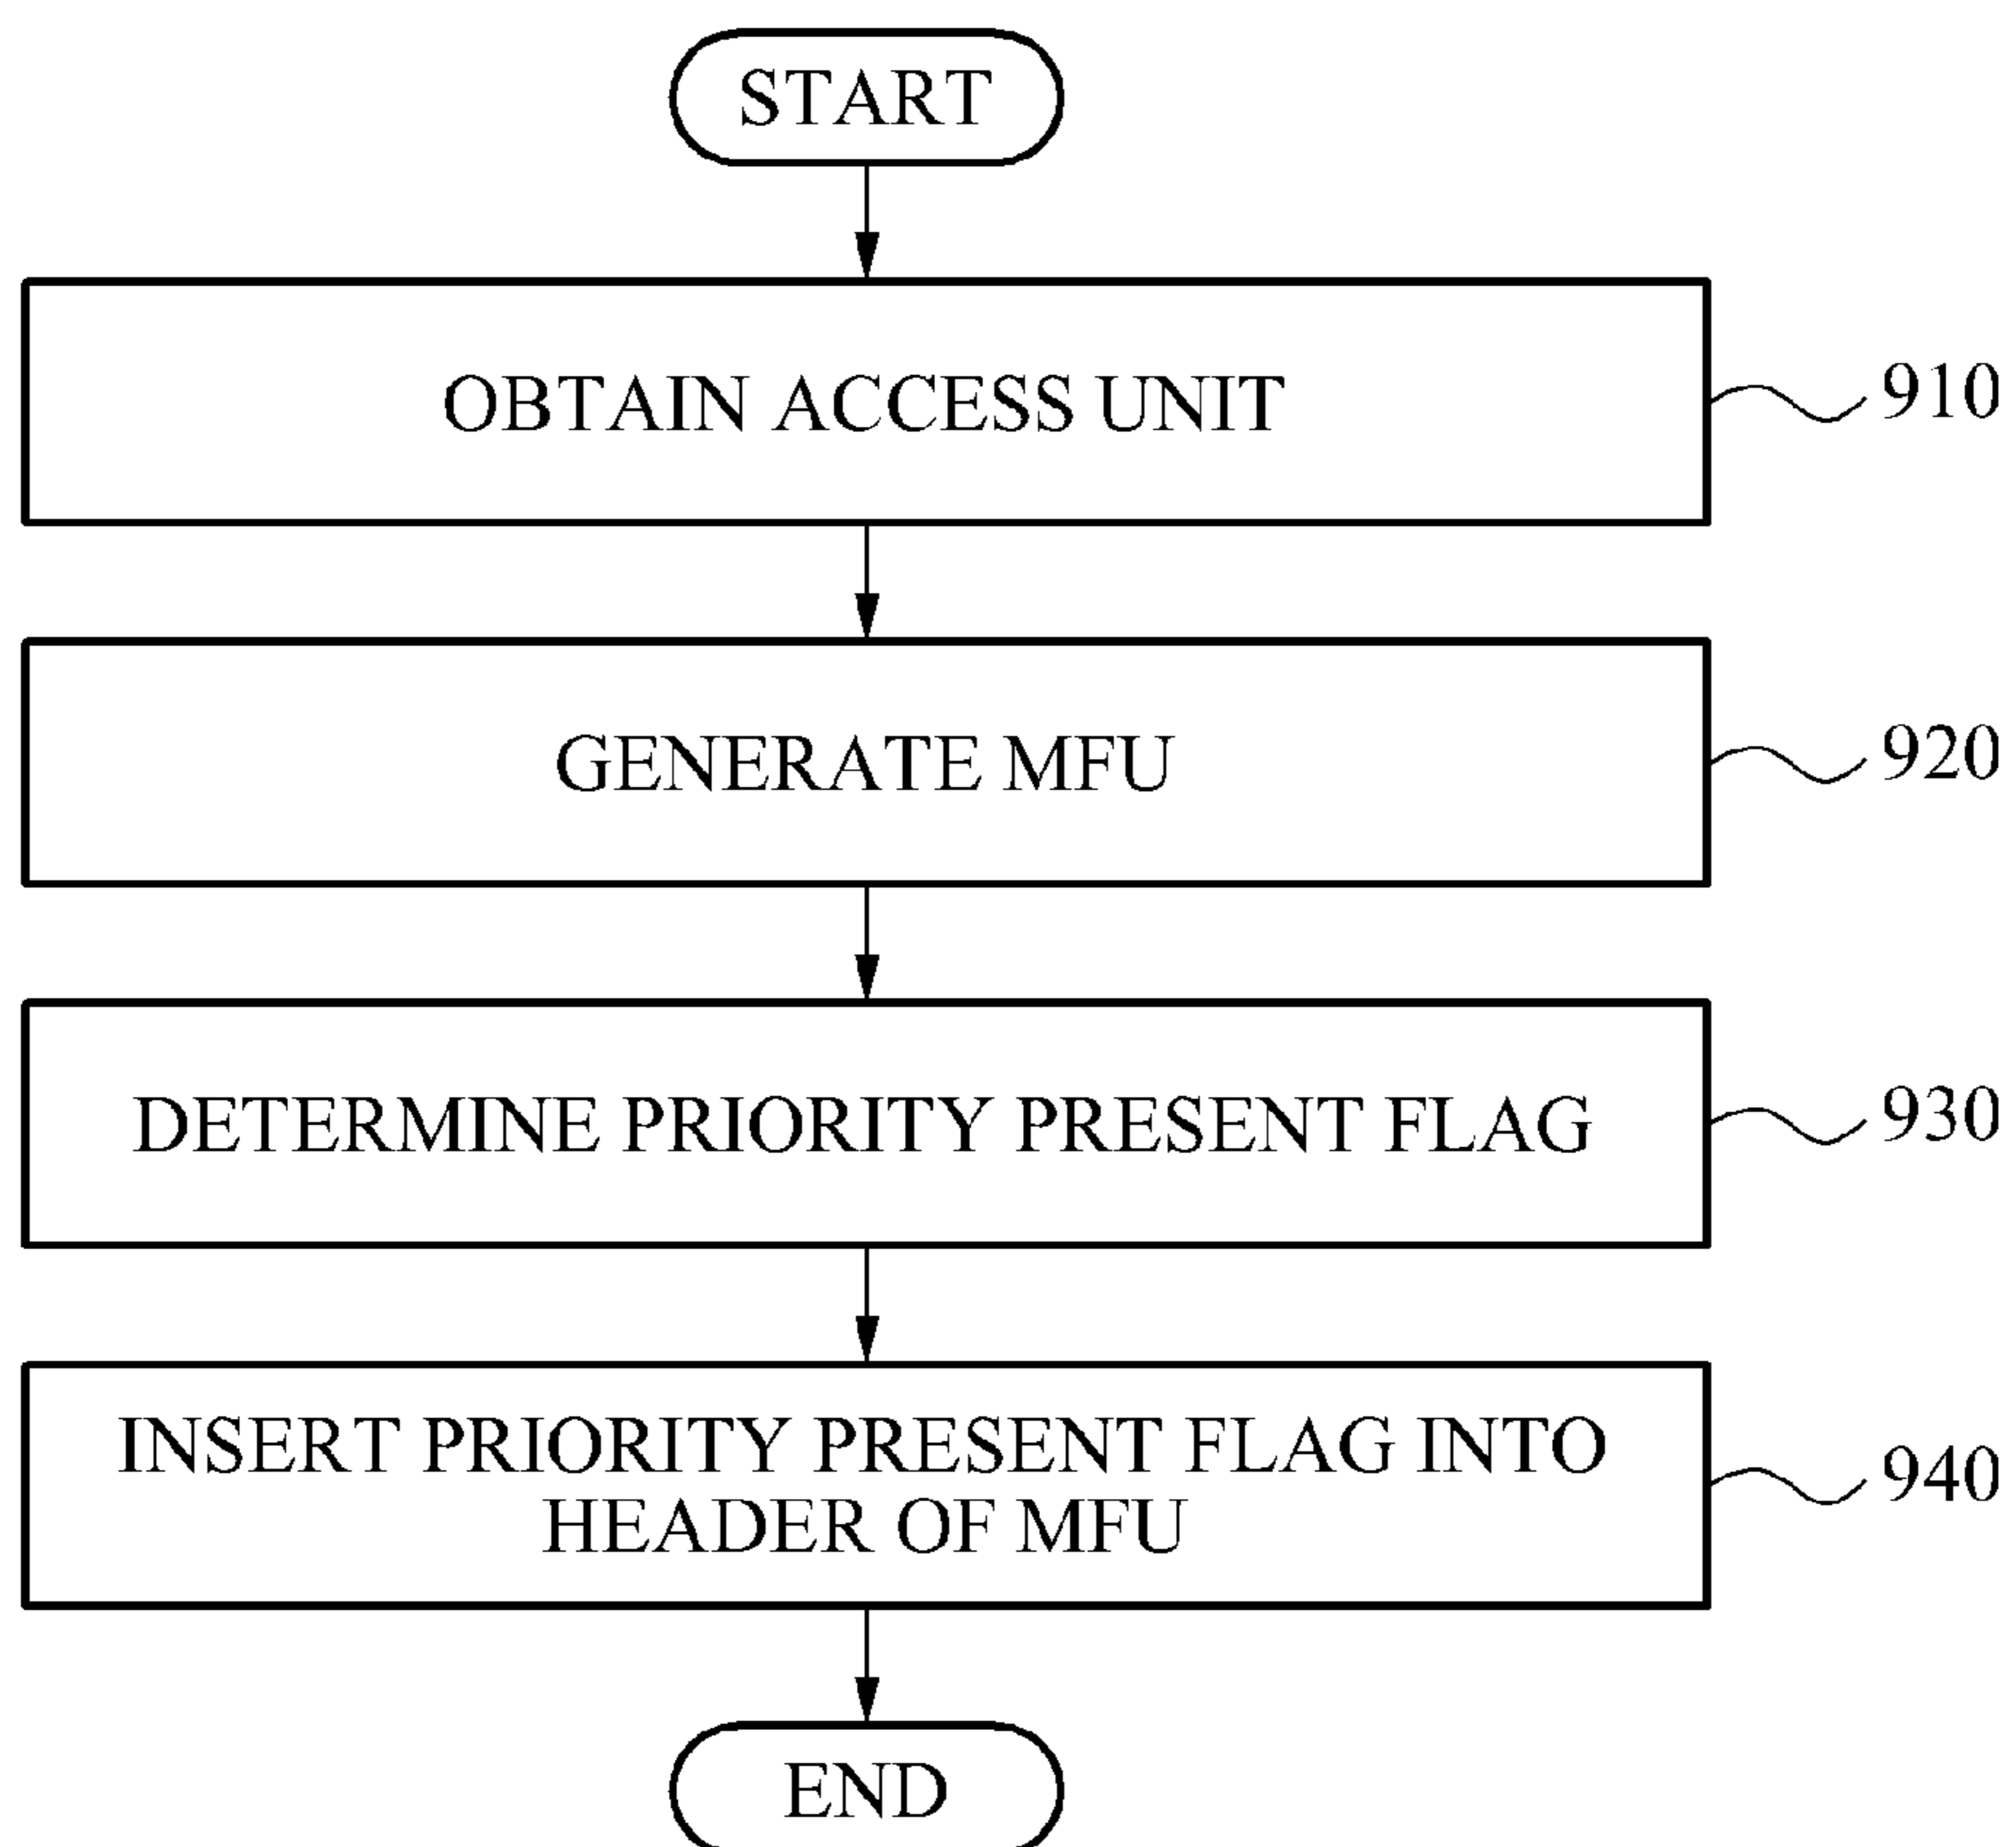 START
OBTAIN ACCESS UNIT
910
GENERATE MFU
920
DETERMINE PRIORITY PRESENT FLAG
930
INSERT PRIORITY PRESENT FLAG INTO
HEADER OF MFU
940
END